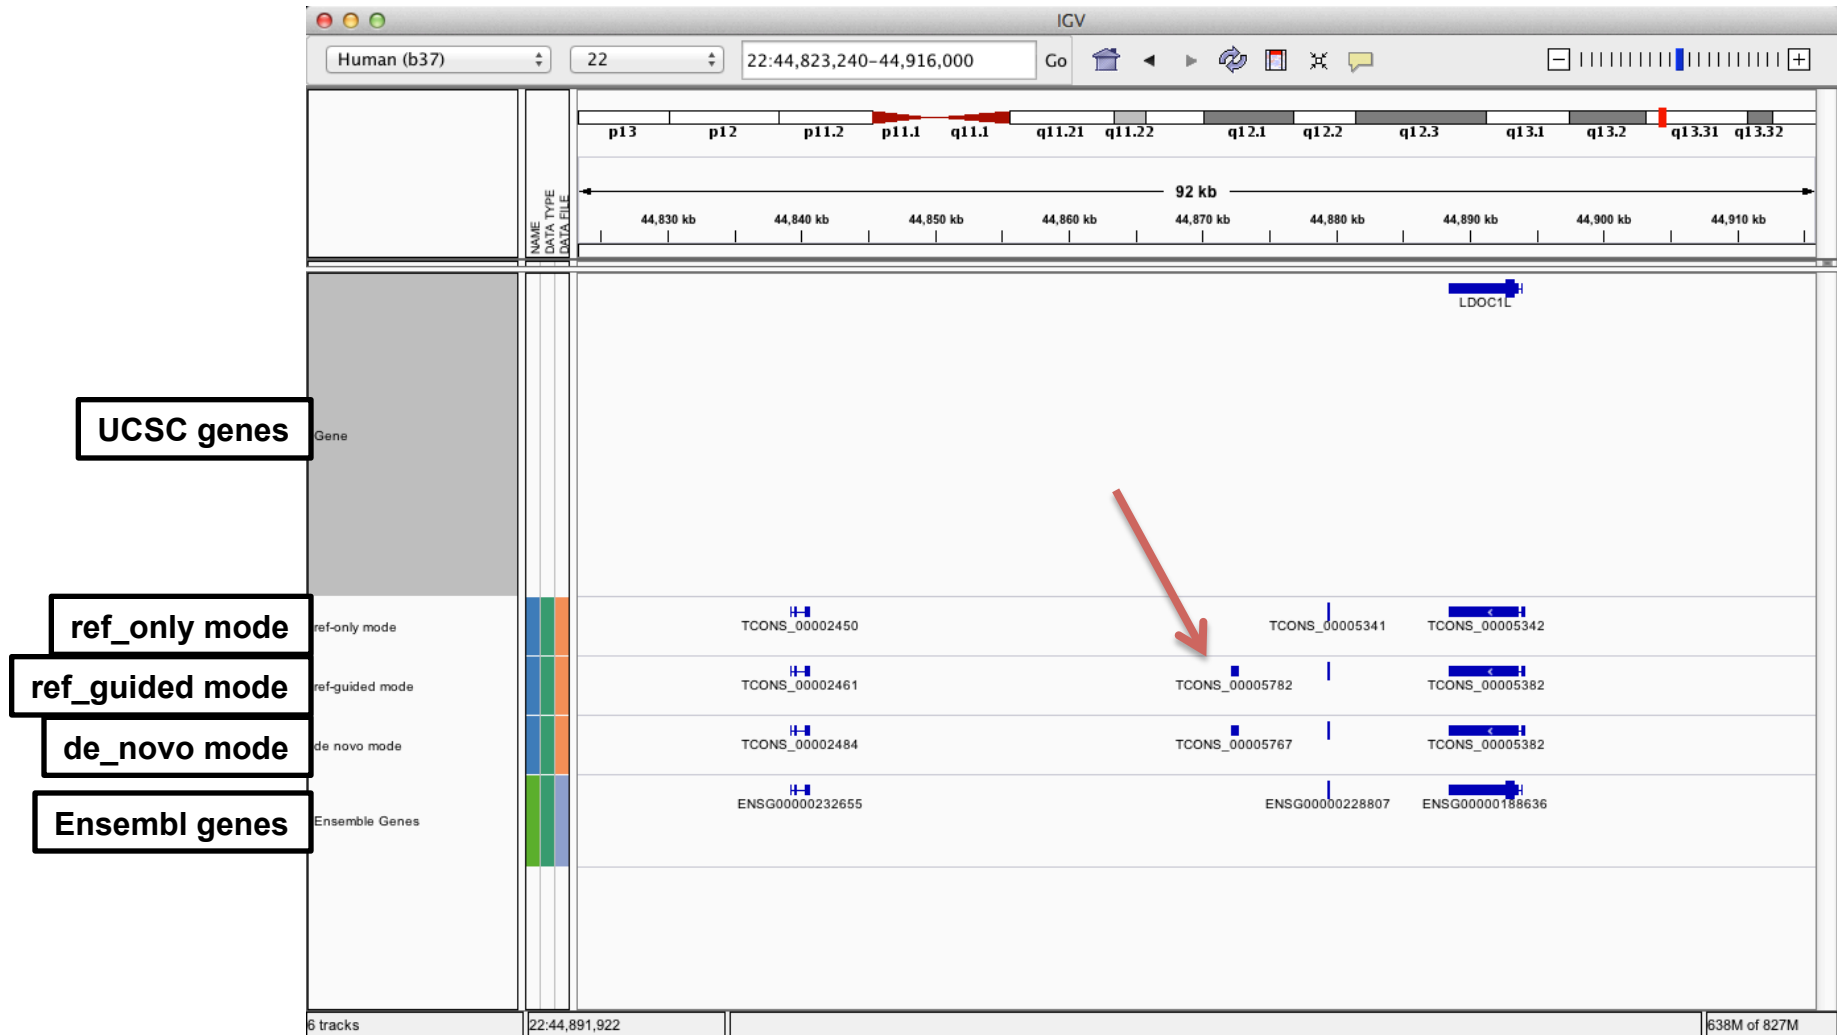 IGV
Human (b37) 22 22:44,823,240-44,916,000 Go
p13 p12 p11.2 p11.1 q11.1 q11.21 q11.22 q12.1 q12.2 q12.3 q13.1 q13.2 q13.31 q13.32
NAME
DATA TYPE
DATA FILE
92 kb
44,830 kb 44,840 kb 44,850 kb 44,860 kb 44,870 kb 44,880 kb 44,890 kb 44,900 kb 44,910 kb
LDOC1L
UCSC genes
Gene
ref_only mode
ref-only mode
TCONS_00002450 TCONS_00005341 TCONS_00005342
ref_guided mode
ref-guided mode
TCONS_00002461 TCONS_00005782 TCONS_00005382
de_novo mode
de novo mode
TCONS_00002484 TCONS_00005767 TCONS_00005382
ENSG00000232655 ENSG00000228807 ENSG00000188636
Ensembl genes
Ensemble Genes
6 tracks 22:44,891,922 638M of 827M